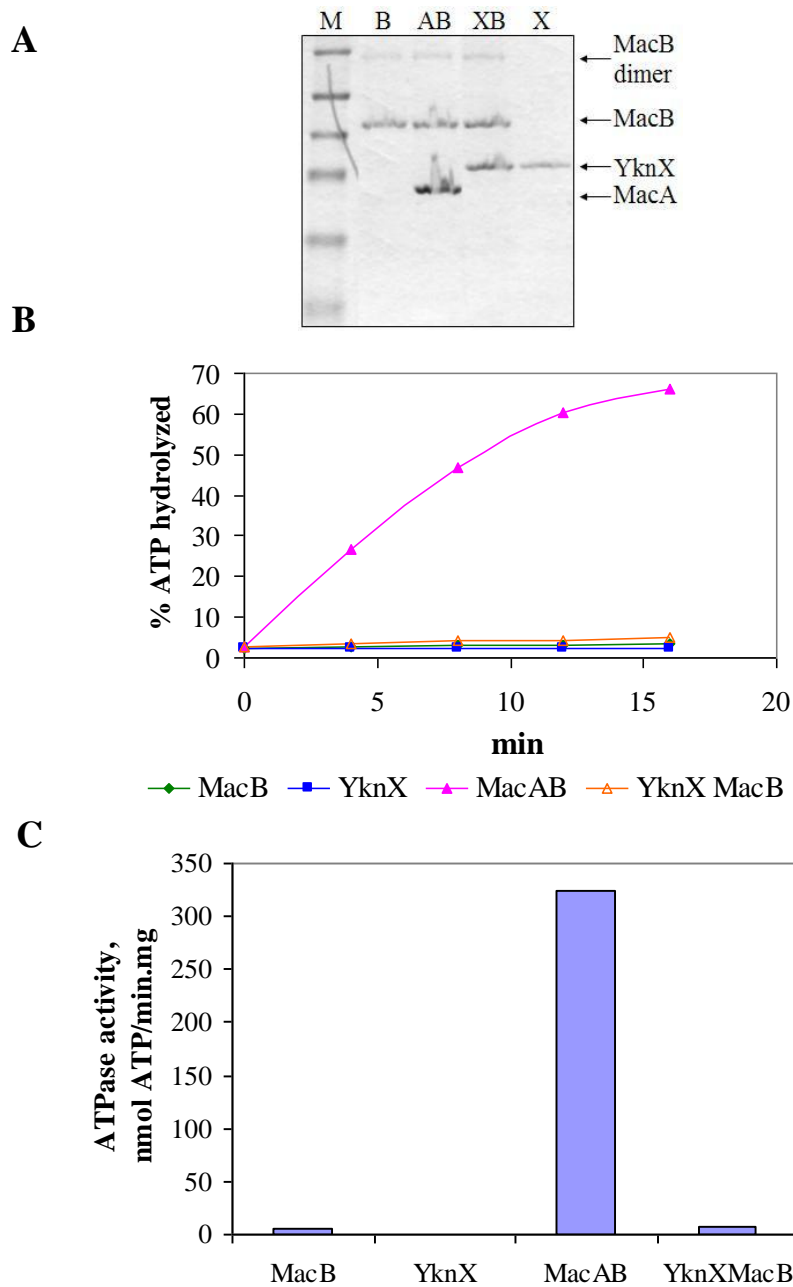 A
M B AB XB X
MacB
dimer
MacB
YknX
MacA
B
70
60
50
40
30
20
10
0
% ATP hydrolyzed
0 5 10 15 20
min
MacB YknX MacAB YknX MacB
C
350
300
250
200
150
100
50
0
ATPase activity,
nmol ATP/min.mg
MacB YknX MacAB YknXMacB